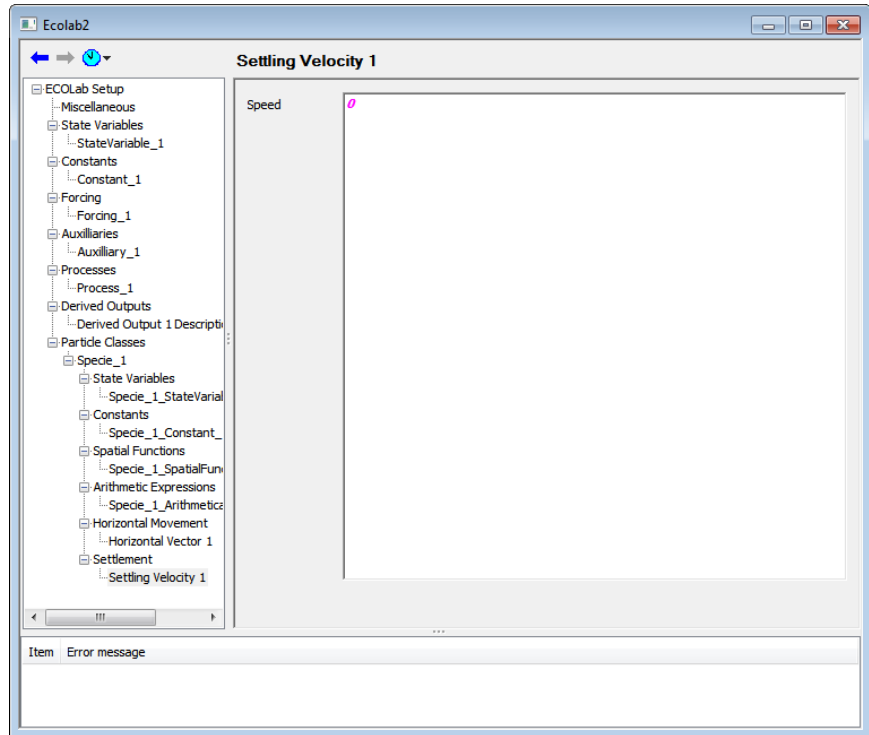 Ecolab2
Settling Velocity 1
ECOLab Setup
Miscellaneous
State Variables
StateVariable_1
Constants
Constant_1
Forcing
Forcing_1
Auxilliaries
Auxilliary_1
Processes
Process_1
Derived Outputs
Derived Output 1 Descripti
Particle Classes
Specie_1
State Variables
Specie_1_StateVarial
Constants
Specie_1_Constant_
Spatial Functions
Specie_1_SpatialFun
Arithmetic Expressions
Specie_1_Arithmetica
Horizontal Movement
Horizontal Vector 1
Settlement
Settling Velocity 1
Speed
0
Item Error message